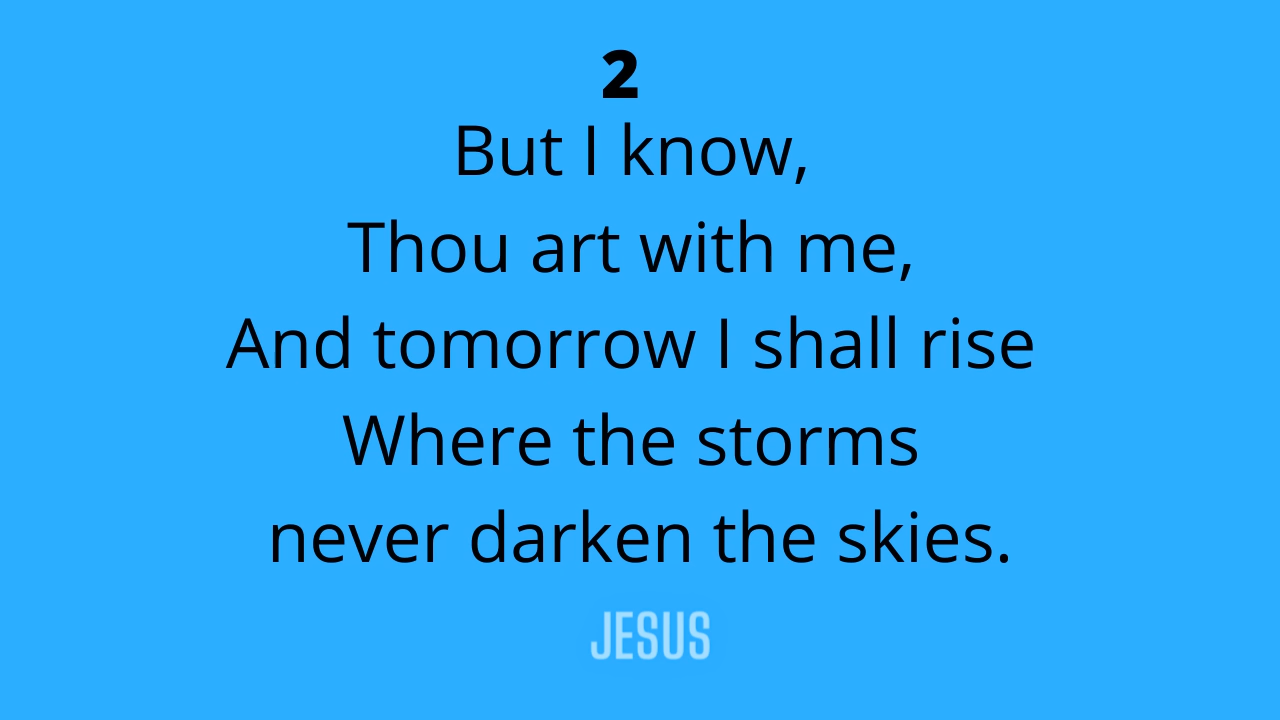 2
But I know,
Thou art with me,
And tomorrow I shall rise
Where the storms
never darken the skies.
JESUS